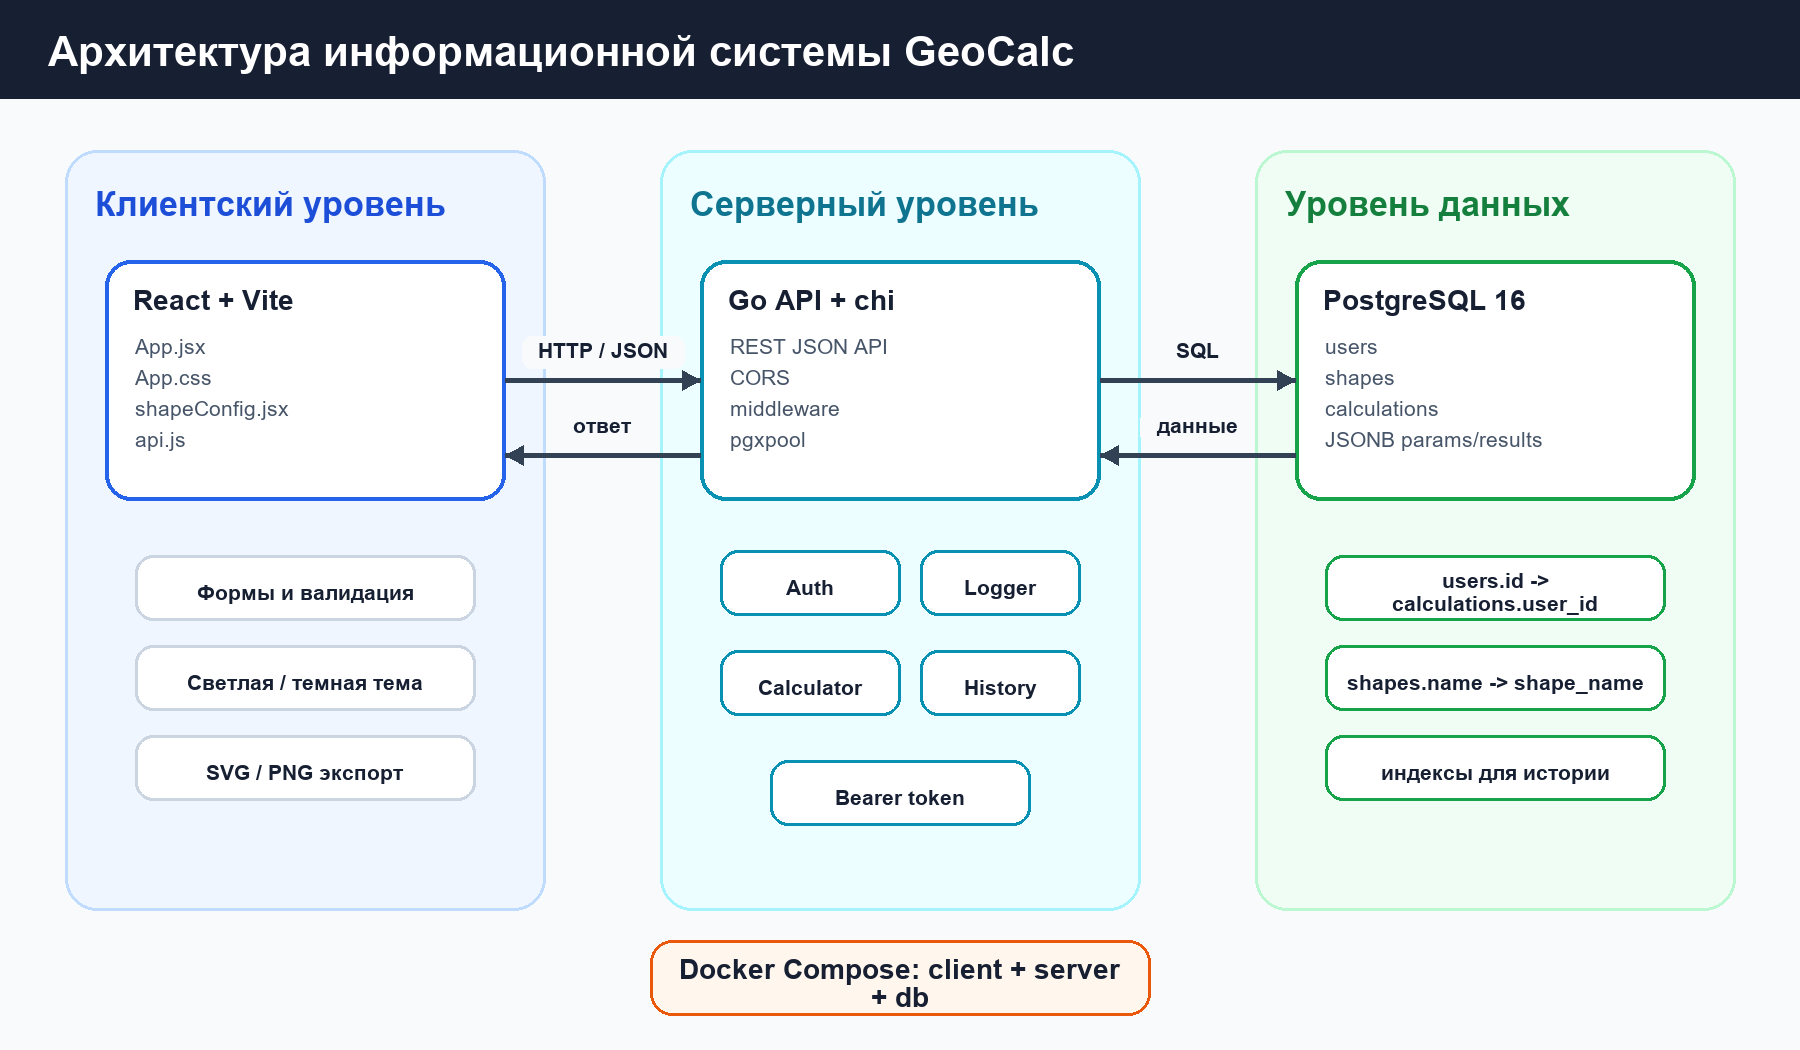 Архитектура информационной системы GeoCalc
Клиентский уровень
React + Vite
App.jsx
App.css
shapeConfig.jsx
api.js
Формы и валидация
Светлая / темная тема
SVG / PNG экспорт
HTTP / JSON
ответ
Серверный уровень
Go API + chi
REST JSON API
CORS
middleware
pgxpool
Auth
Logger
Calculator
History
Bearer token
SQL
данные
Уровень данных
PostgreSQL 16
users
shapes
calculations
JSONB params/results
users.id ->
calculations.user_id
shapes.name -> shape_name
индексы для истории
Docker Compose: client + server
+ db